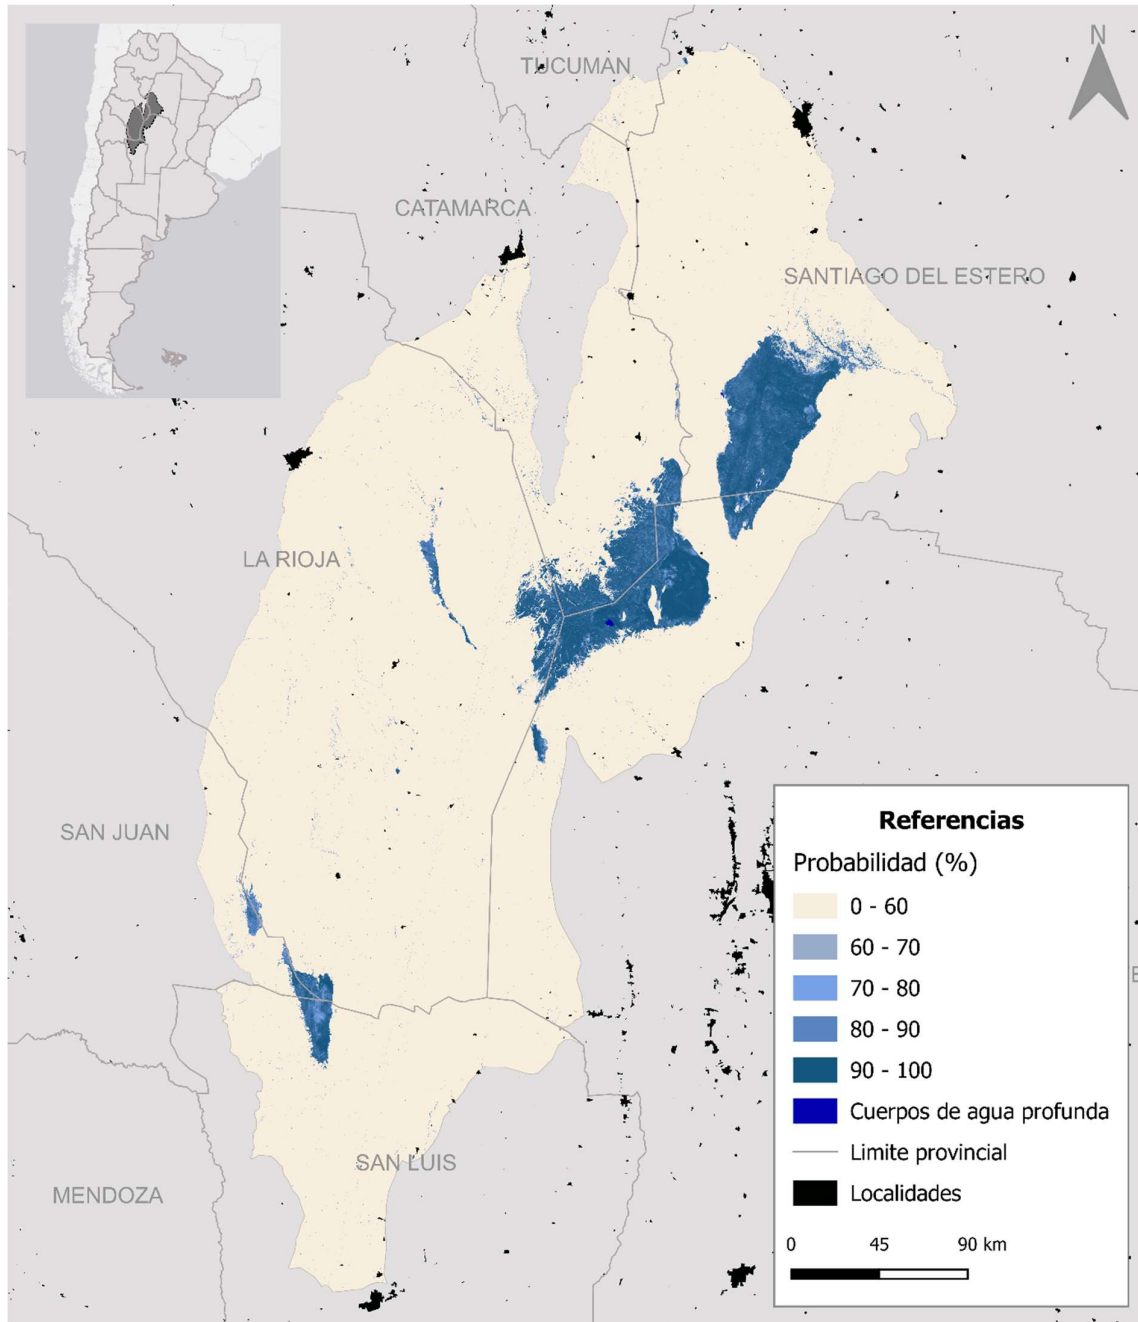 N
TUCUMAN
CATAMARCA
SANTIAGO DEL ESTERO
LA RIOJA
SAN JUAN
SAN LUIS
MENDOZA
E
Referencias
Probabilidad (%)
0 - 60
60 - 70
70 - 80
80 - 90
90 - 100
Cuerpos de agua profunda
Limite provincial
Localidades
0 45 90 km